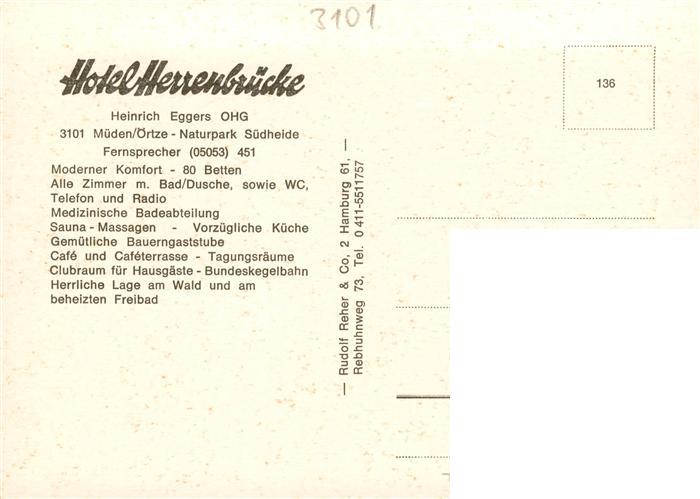 3101
Hotel Herrenbrücke
Heinrich Eggers OHG
3101 Müden/Örtze - Naturpark Südheide
Fernsprecher (05053) 451
Moderner Komfort - 80 Betten
Alle Zimmer m. Bad/Dusche, sowie WC,
Telefon und Radio
Medizinische Badeabteilung
Sauna - Massagen - Vorzügliche Küche
Gemütliche Bauerngaststube
Café und Caféterrasse - Tagungsräume
Clubraum für Hausgäste - Bundeskegelbahn
Herrliche Lage am Wald und am
beheizten Freibad
— Rudolf Reher & Co, 2 Hamburg 61, —
Rebhuhnweg 73, Tel. 0 411-5511757
136